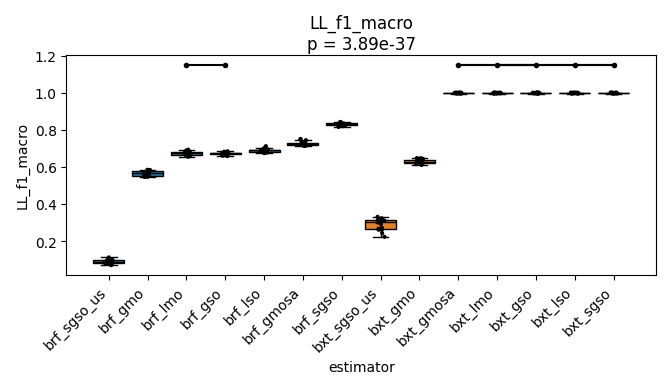 LL_f1_macro
p = 3.89e-37
LL_f1_macro
1.2
1.0
0.8
0.6
0.4
0.2
brf_sgso_us
brf_gmo
brf_lmo
brf_gso
brf_lso
brf_gmosa
brf_sgso
bxt_sgso_us
bxt_gmo
bxt_gmosa
bxt_lmo
bxt_gso
bxt_lso
bxt_sgso
estimator